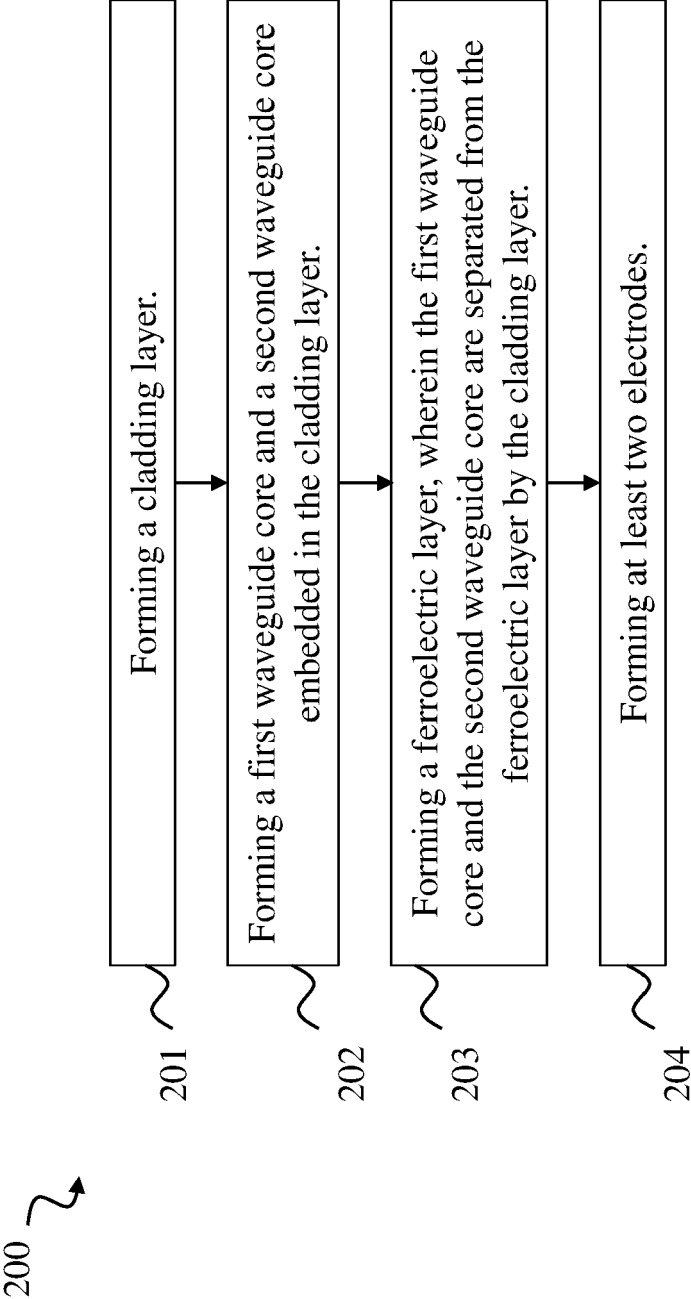 200
201
Forming a cladding layer.
202
Forming a first waveguide core and a second waveguide core
embedded in the cladding layer.
203
Forming a ferroelectric layer, wherein the first waveguide
core and the second waveguide core are separated from the
ferroelectric layer by the cladding layer.
204
Forming at least two electrodes.